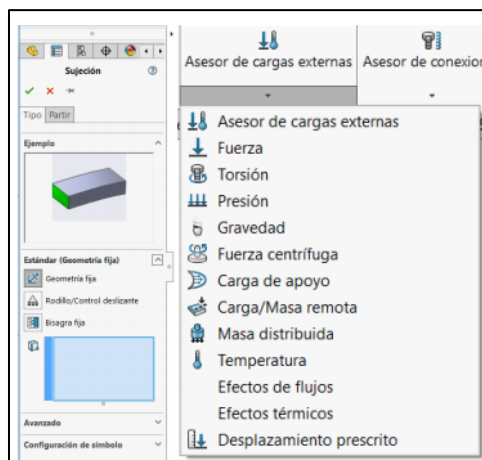 Sujeción
Tipo Partir
Ejemplo
Estándar (Geometría fija)
Geometría fija
Rodillo/Control deslizante
Bisagra fija
Avanzado
Configuración de símbolo
Asesor de cargas externas
Asesor de conexion
Asesor de cargas externas
Fuerza
Torsión
Presión
Gravedad
Fuerza centrífuga
Carga de apoyo
Carga/Masa remota
Masa distribuida
Temperatura
Efectos de flujos
Efectos térmicos
Desplazamiento prescrito